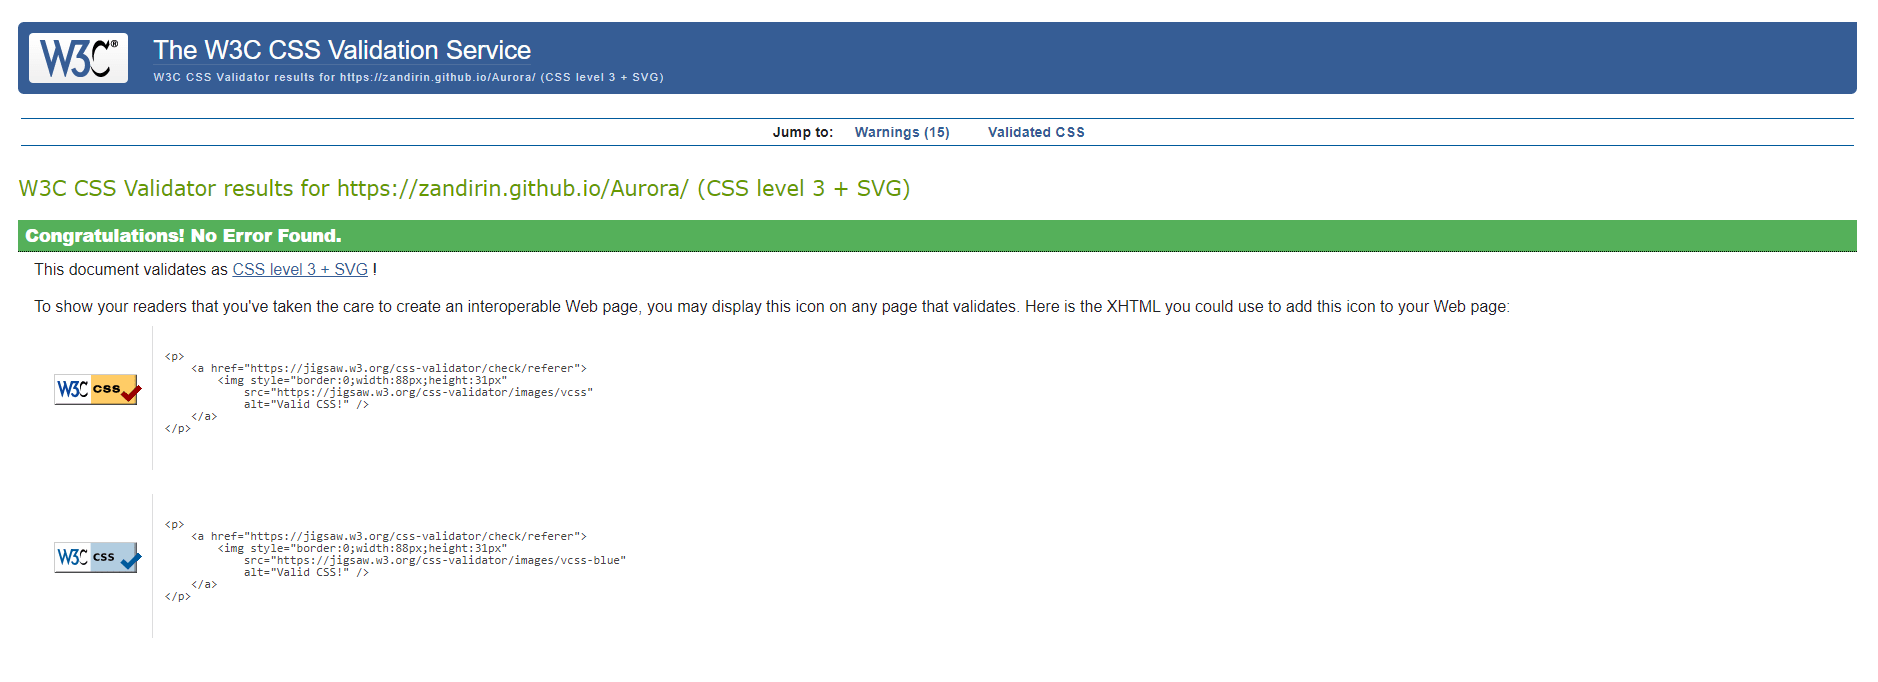 W3C®
The W3C CSS Validation Service
W3C CSS Validator results for https://zandirin.github.io/Aurora/ (CSS level 3 + SVG)
Jump to: Warnings (15) Validated CSS
W3C CSS Validator results for https://zandirin.github.io/Aurora/ (CSS level 3 + SVG)
Congratulations! No Error Found.
This document validates as CSS level 3 + SVG !
To show your readers that you've taken the care to create an interoperable Web page, you may display this icon on any page that validates. Here is the XHTML you could use to add this icon to your Web page:
W3C css
<p>
<a href="https://jigsaw.w3.org/css-validator/check/referer">
<img style="border:0;width:88px;height:31px"
src="https://jigsaw.w3.org/css-validator/images/vcss"
alt="Valid CSS!" />
</a>
</p>
W3C css
<p>
<a href="https://jigsaw.w3.org/css-validator/check/referer">
<img style="border:0;width:88px;height:31px"
src="https://jigsaw.w3.org/css-validator/images/vcss-blue"
alt="Valid CSS!" />
</a>
</p>